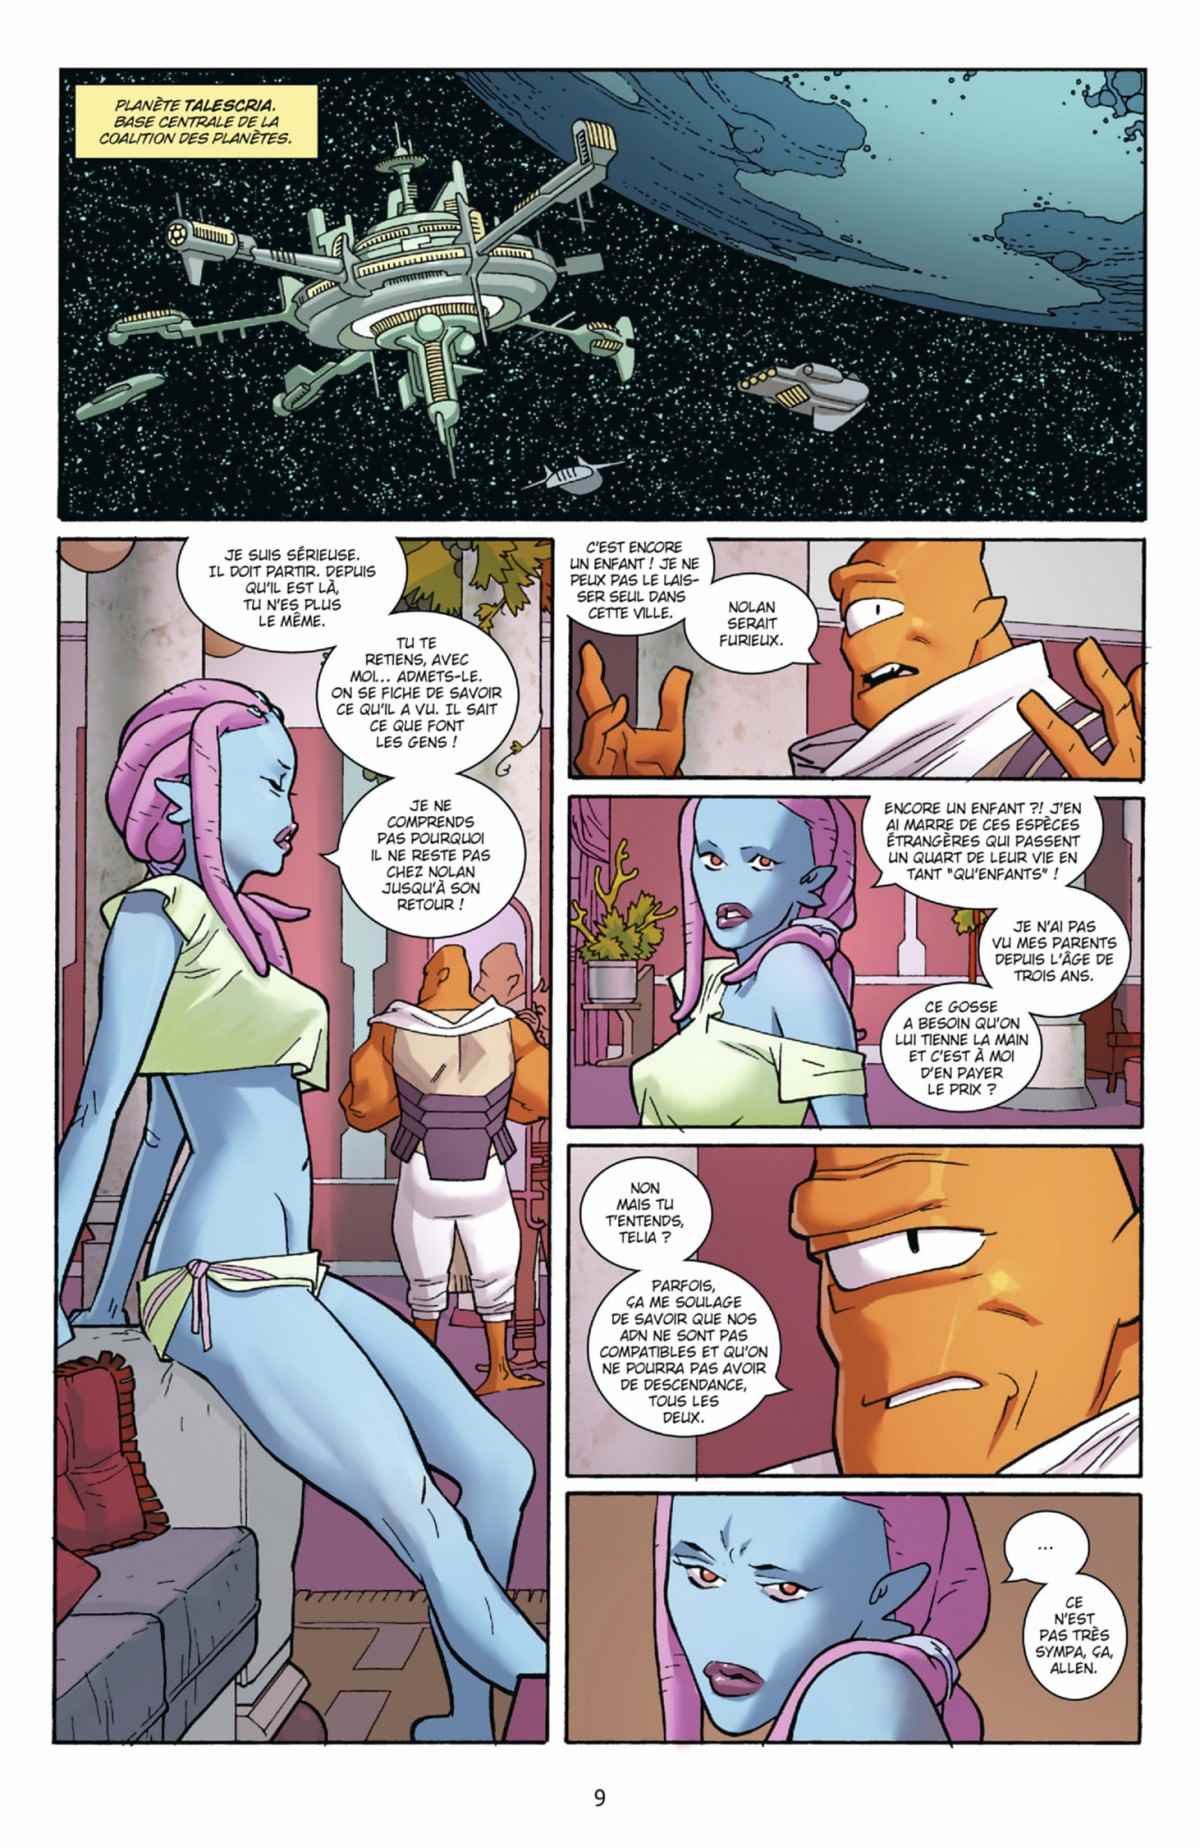 PLANÈTE TALESCRIA.
BASE CENTRALE DE LA
COALITION DES PLANÈTES.
JE SUIS SÉRIEUSE.
IL DOIT PARTIR. DEPUIS
QU'IL EST LÀ,
TU N'ES PLUS
LE MÊME.
TU TE
RETIENS, AVEC
MOI... ADMETS-LE.
ON SE FICHE DE SAVOIR
CE QU'IL A VU. IL SAIT
CE QUE FONT
LES GENS !
JE NE
COMPRENDS
PAS POURQUOI
IL NE RESTE PAS
CHEZ NOLAN
JUSQU'À SON
RETOUR !
C'EST ENCORE
UN ENFANT ! JE NE
PEUX PAS LE LAIS-
SER SEUL DANS
CETTE VILLE.
NOLAN
SERAIT
FURIEUX.
ENCORE UN ENFANT ?! J'EN
AI MARRE DE CES ESPÈCES
ÉTRANGÈRES QUI PASSENT
UN QUART DE LEUR VIE EN
TANT "QU'ENFANTS" !
JE N'AI PAS
VU MES PARENTS
DEPUIS L'ÂGE DE
TROIS ANS.
CE GOSSE
A BESOIN QU'ON
LUI TIENNE LA MAIN
ET C'EST À MOI
D'EN PAYER
LE PRIX ?
NON
MAIS TU
T'ENTENDS,
TELIA ?
PARFOIS,
ÇA ME SOULAGE
DE SAVOIR QUE NOS
ADN NE SONT PAS
COMPATIBLES ET QU'ON
NE POURRA PAS AVOIR
DE DESCENDANCE,
TOUS LES
DEUX.
...
CE
N'EST
PAS TRÈS
SYMPA, ÇA,
ALLEN.
9